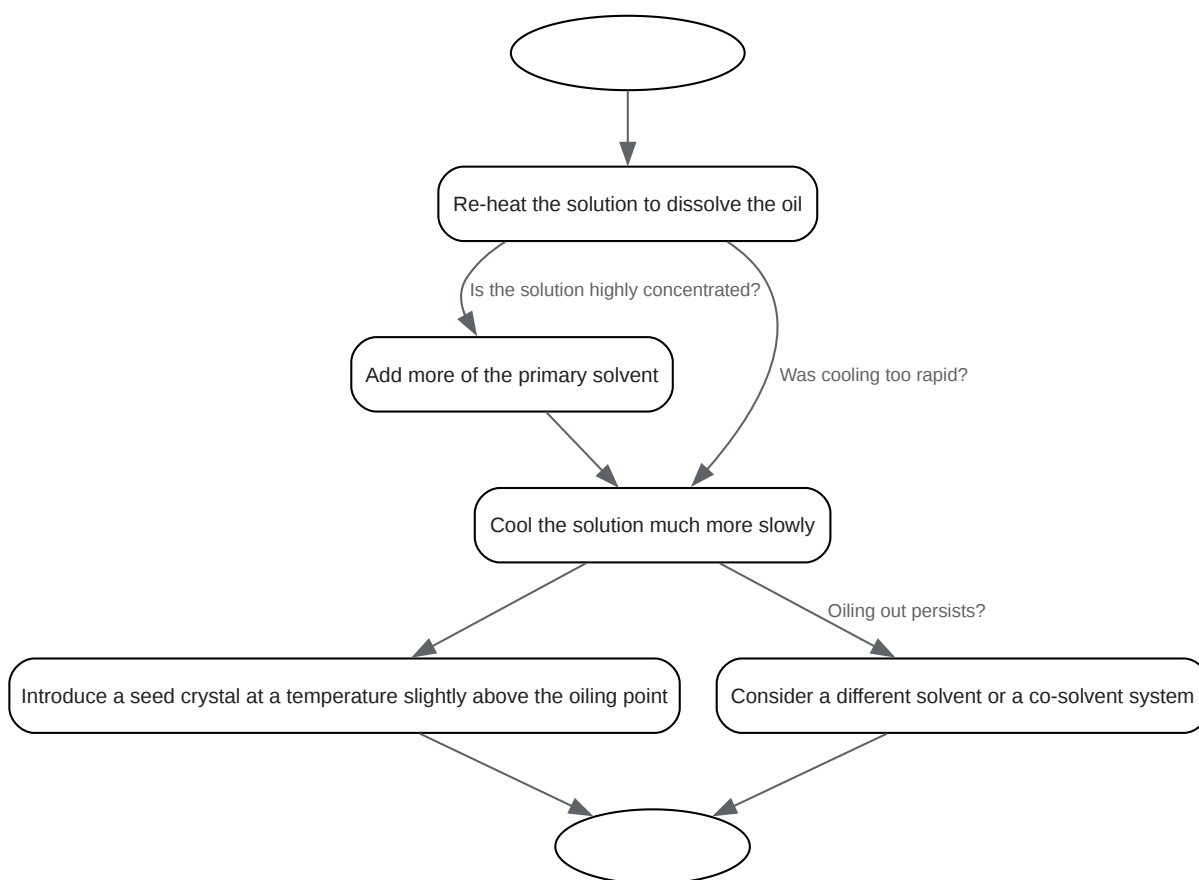 Re-heat the solution to dissolve the oil
Is the solution highly concentrated?
Add more of the primary solvent
Was cooling too rapid?
Cool the solution much more slowly
Oiling out persists?
Introduce a seed crystal at a temperature slightly above the oiling point
Consider a different solvent or a co-solvent system